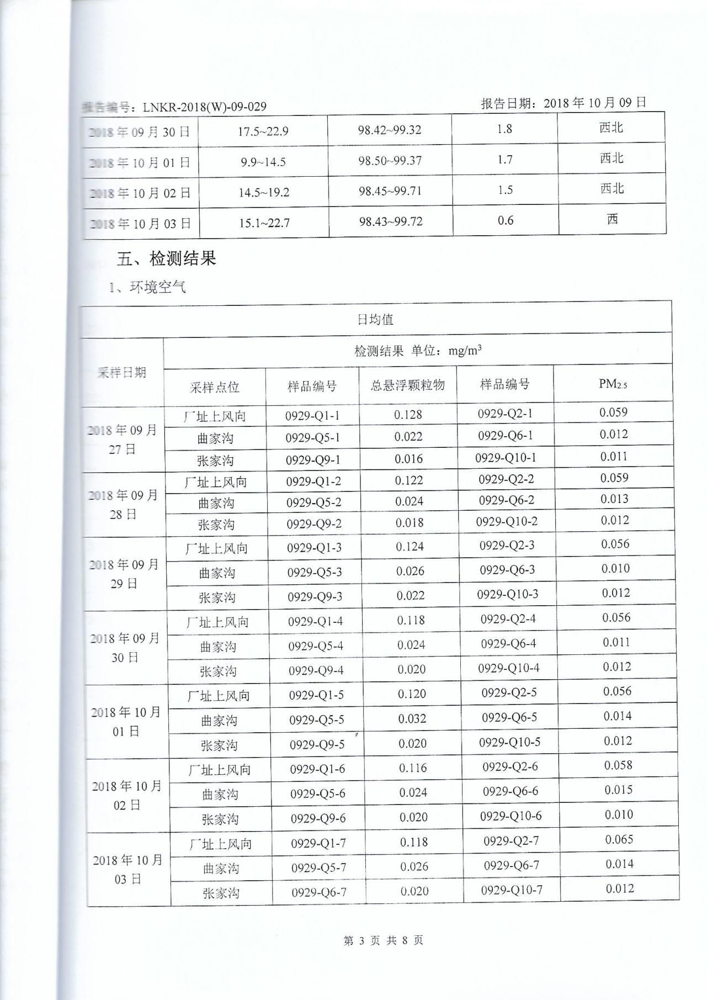 报告编号：LNKR-2018(W)-09-029 报告日期：2018 年 10 月 09 日
2018 年 09 月 30 日 17.5~22.9 98.42~99.32 1.8 西北
2018 年 10 月 01 日 9.9~14.5 98.50~99.37 1.7 西北
2018 年 10 月 02 日 14.5~19.2 98.45~99.71 1.5 西北
2018 年 10 月 03 日 15.1~22.7 98.43~99.72 0.6 西
五、检测结果
1、环境空气
日均值
采样日期 检测结果 单位：mg/m³
采样点位 样品编号 总悬浮颗粒物 样品编号 PM2.5
2018 年 09 月
27 日
厂址上风向 0929-Q1-1 0.128 0929-Q2-1 0.059
曲家沟 0929-Q5-1 0.022 0929-Q6-1 0.012
张家沟 0929-Q9-1 0.016 0929-Q10-1 0.011
2018 年 09 月
28 日
厂址上风向 0929-Q1-2 0.122 0929-Q2-2 0.059
曲家沟 0929-Q5-2 0.024 0929-Q6-2 0.013
张家沟 0929-Q9-2 0.018 0929-Q10-2 0.012
2018 年 09 月
29 日
厂址上风向 0929-Q1-3 0.124 0929-Q2-3 0.056
曲家沟 0929-Q5-3 0.026 0929-Q6-3 0.010
张家沟 0929-Q9-3 0.022 0929-Q10-3 0.012
2018 年 09 月
30 日
厂址上风向 0929-Q1-4 0.118 0929-Q2-4 0.056
曲家沟 0929-Q5-4 0.024 0929-Q6-4 0.011
张家沟 0929-Q9-4 0.020 0929-Q10-4 0.012
2018 年 10 月
01 日
厂址上风向 0929-Q1-5 0.120 0929-Q2-5 0.056
曲家沟 0929-Q5-5 0.032 0929-Q6-5 0.014
张家沟 0929-Q9-5 0.020 0929-Q10-5 0.012
2018 年 10 月
02 日
厂址上风向 0929-Q1-6 0.116 0929-Q2-6 0.058
曲家沟 0929-Q5-6 0.024 0929-Q6-6 0.015
张家沟 0929-Q9-6 0.020 0929-Q10-6 0.010
2018 年 10 月
03 日
厂址上风向 0929-Q1-7 0.118 0929-Q2-7 0.065
曲家沟 0929-Q5-7 0.026 0929-Q6-7 0.014
张家沟 0929-Q6-7 0.020 0929-Q10-7 0.012
第 3 页 共 8 页